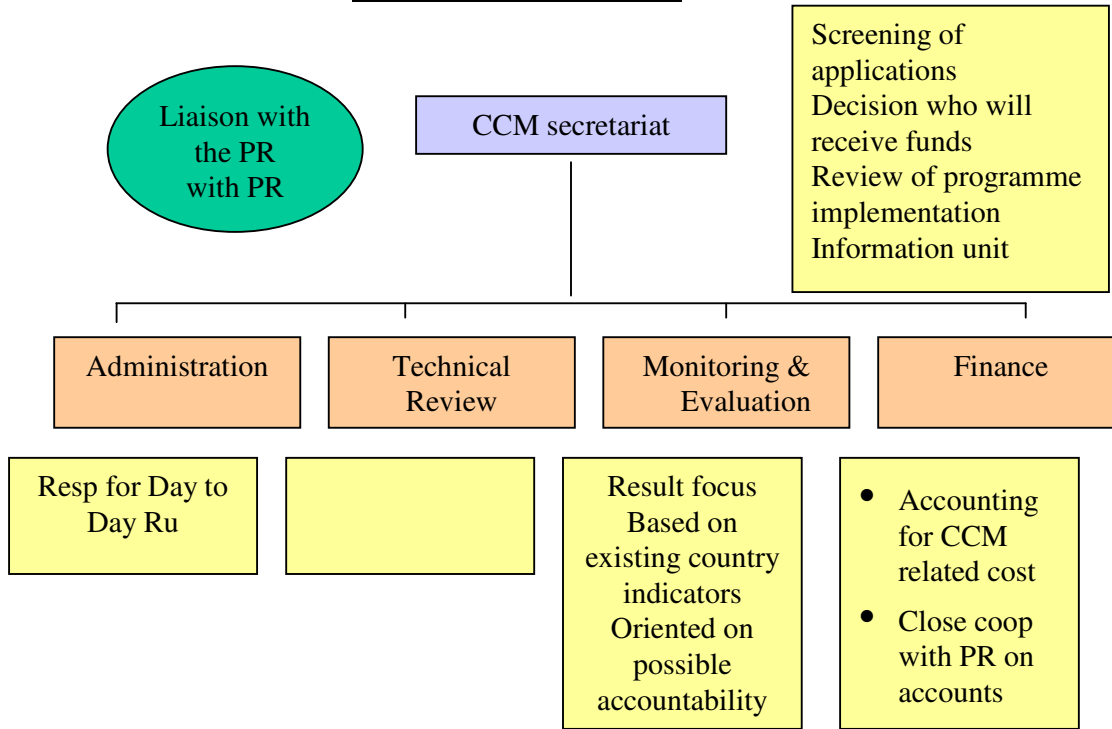 Liaison with
the PR
with PR
CCM secretariat
Screening of
applications
Decision who will
receive funds
Review of programme
implementation
Information unit
Administration
Technical
Review
Monitoring &
Evaluation
Finance
Resp for Day to
Day Ru
Result focus
Based on
existing country
indicators
Oriented on
possible
accountability
• Accounting
for CCM
related cost
• Close coop
with PR on
accounts